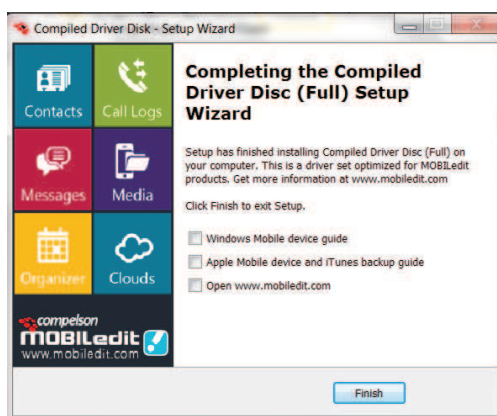 Compiled Driver Disk - Setup Wizard
Contacts
Call Logs
Messages
Media
Organizer
Clouds
compelson
MOBILedit
www.mobiledit.com
Completing the Compiled
Driver Disc (Full) Setup
Wizard
Setup has finished installing Compiled Driver Disc (Full) on
your computer. This is a driver set optimized for MOBILedit
products. Get more information at www.mobiledit.com
Click Finish to exit Setup.
Windows Mobile device guide
Apple Mobile device and iTunes backup guide
Open www.mobiledit.com
Finish